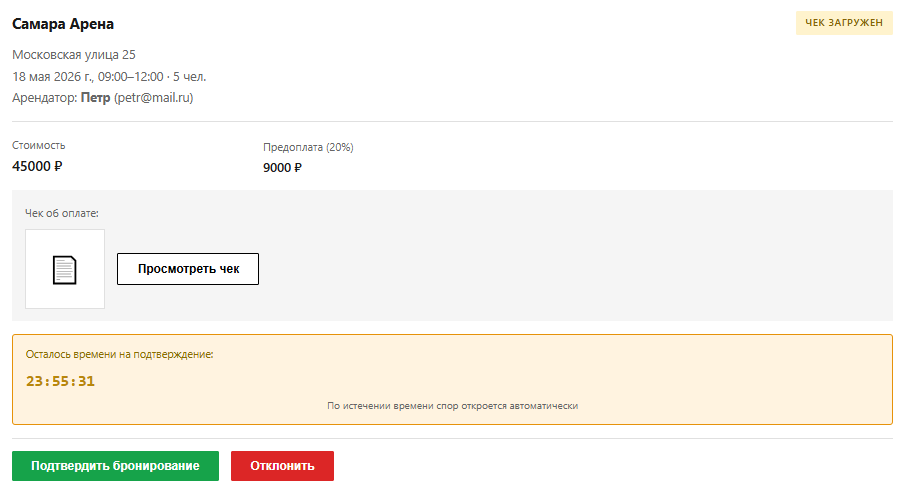 Самара Арена
ЧЕК ЗАГРУЖЕН
Московская улица 25
18 мая 2026 г., 09:00–12:00 · 5 чел.
Арендатор: Петр (petr@mail.ru)
Стоимость
45000 ₽
Предоплата (20%)
9000 ₽
Чек об оплате:
Просмотреть чек
Осталось времени на подтверждение:
23:55:31
По истечении времени спор откроется автоматически
Подтвердить бронирование
Отклонить